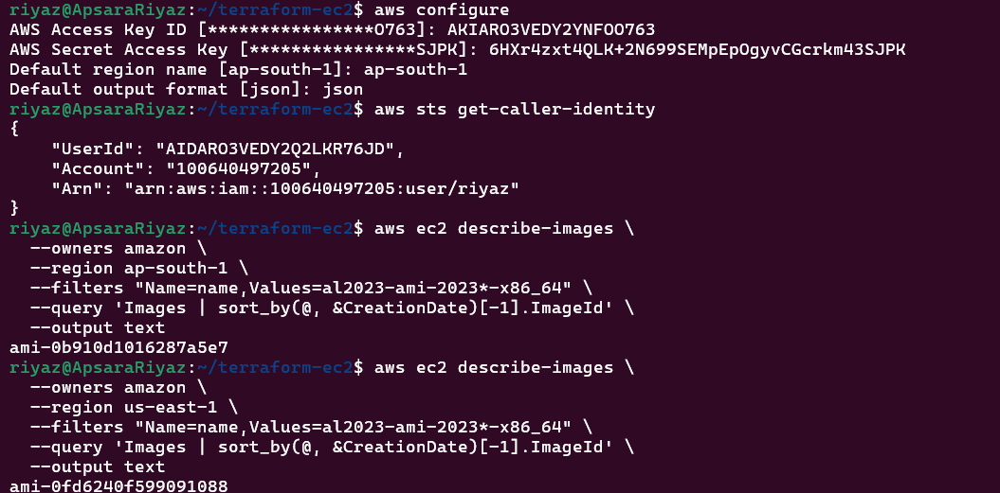 riyaz@ApsaraRiyaz:~/terraform-ec2$ aws configure
AWS Access Key ID [****************O763]: AKIARO3VEDY2YNFOO763
AWS Secret Access Key [****************SJPK]: 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
Default region name [ap-south-1]: ap-south-1
Default output format [json]: json
riyaz@ApsaraRiyaz:~/terraform-ec2$ aws sts get-caller-identity
{
    "UserId": "AIDARO3VEDY2Q2LKR76JD",
    "Account": "100640497205",
    "Arn": "arn:aws:iam::100640497205:user/riyaz"
}
riyaz@ApsaraRiyaz:~/terraform-ec2$ aws ec2 describe-images \
  --owners amazon \
  --region ap-south-1 \
  --filters "Name=name,Values=al2023-ami-2023*-x86_64" \
  --query 'Images | sort_by(@, &CreationDate)[-1].ImageId' \
  --output text
ami-0b910d1016287a5e7
riyaz@ApsaraRiyaz:~/terraform-ec2$ aws ec2 describe-images \
  --owners amazon \
  --region us-east-1 \
  --filters "Name=name,Values=al2023-ami-2023*-x86_64" \
  --query 'Images | sort_by(@, &CreationDate)[-1].ImageId' \
  --output text
ami-0fd6240f599091088